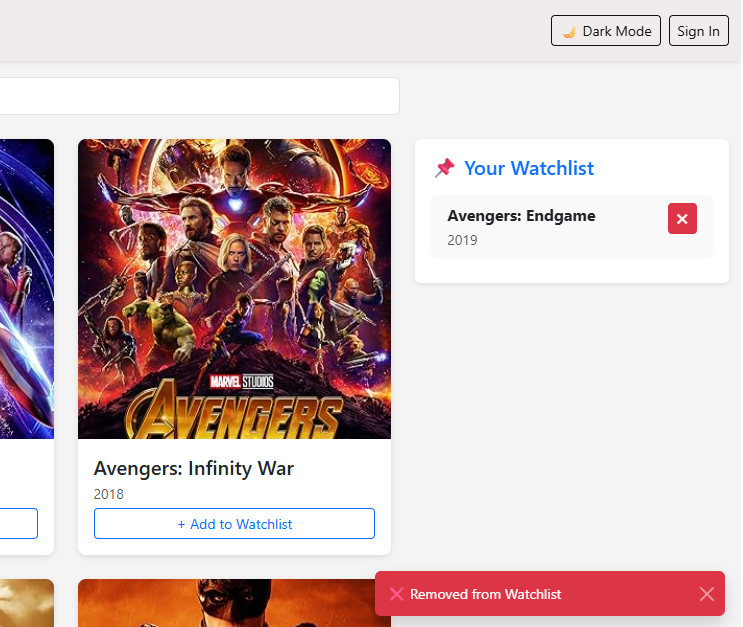 🌙 Dark Mode
Sign In
📌 Your Watchlist
Avengers: Endgame
2019
MARVEL STUDIOS
AVENGERS
Avengers: Infinity War
2018
+ Add to Watchlist
❌ Removed from Watchlist